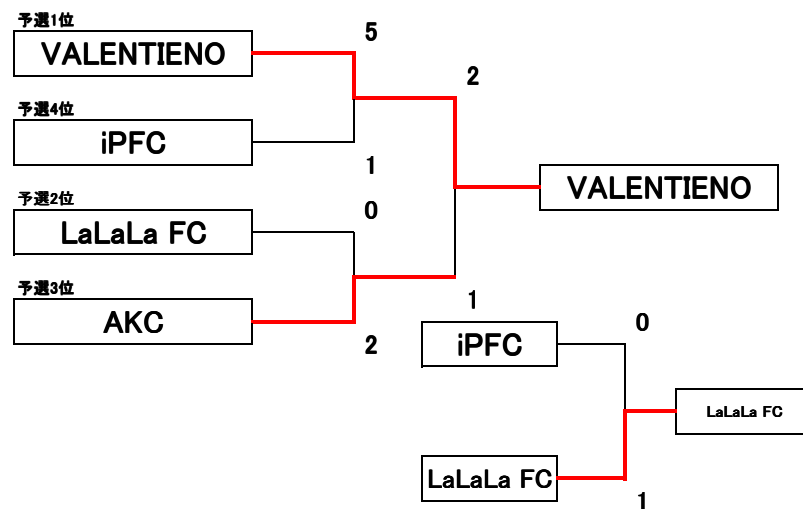 予選1位
VALENTIENO
5
2
予選4位
iPFC
1
予選2位
0
VALENTIENO
LaLaLa FC
予選3位
AKC
2
1
iPFC
0
LaLaLa FC
LaLaLa FC
1